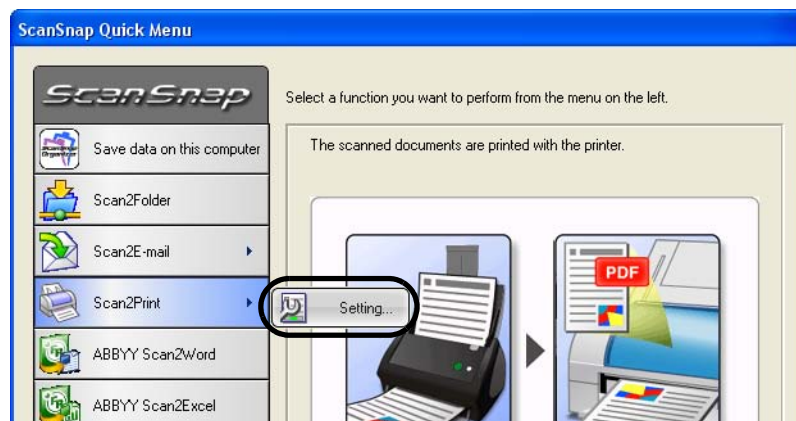 ScanSnap Quick Menu
ScanSnap
Select a function you want to perform from the menu on the left.
Save data on this computer
The scanned documents are printed with the printer.
Scan2Folder
Scan2E-mail
PDF
Scan2Print
Setting...
ABBYY Scan2Word
ABBYY Scan2Excel